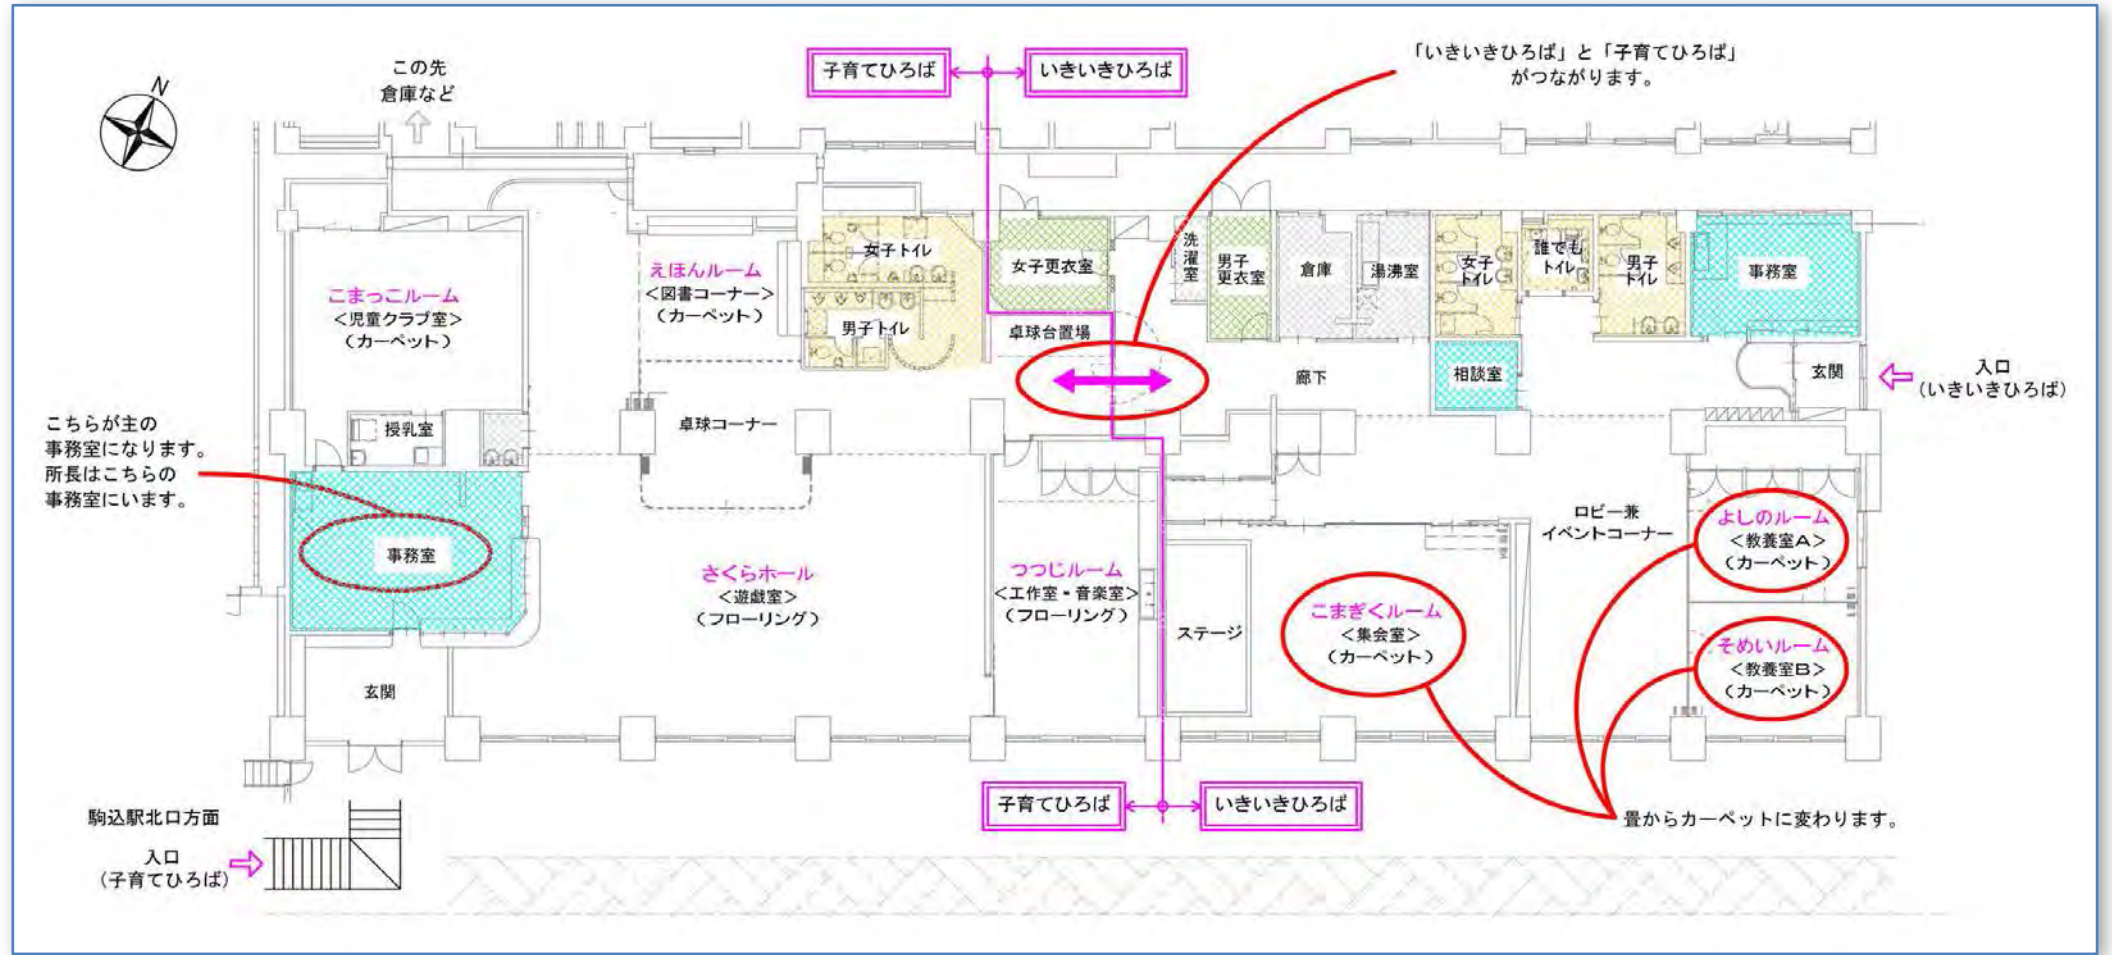 N
この先
倉庫など
子育てひろば
いきいきひろば
「いきいきひろば」と「子育てひろば」
がつながります。
こまっこルーム
<児童クラブ室>
(カーペット)
えほんルーム
<図書コーナー>
(カーペット)
女子トイレ
男子トイレ
女子更衣室
卓球台置場
洗
濯
室
男子
更衣室
倉庫
湯沸室
女子
トイレ
誰でも
トイレ
男子
トイレ
事務室
相談室
廊下
玄関
入口
(いきいきひろば)
こちらが主の
事務室になります。
所長はこちらの
事務室にいます。
授乳室
卓球コーナー
事務室
さくらホール
<遊戯室>
(フローリング)
つつじルーム
<工作室・音楽室>
(フローリング)
ステージ
こまぎくルーム
<集会室>
(カーペット)
ロビー兼
イベントコーナー
よしのルーム
<教養室A>
(カーペット)
そめいルーム
<教養室B>
(カーペット)
玄関
子育てひろば
いきいきひろば
畳からカーペットに変わります。
駒込駅北口方面
入口
(子育てひろば)